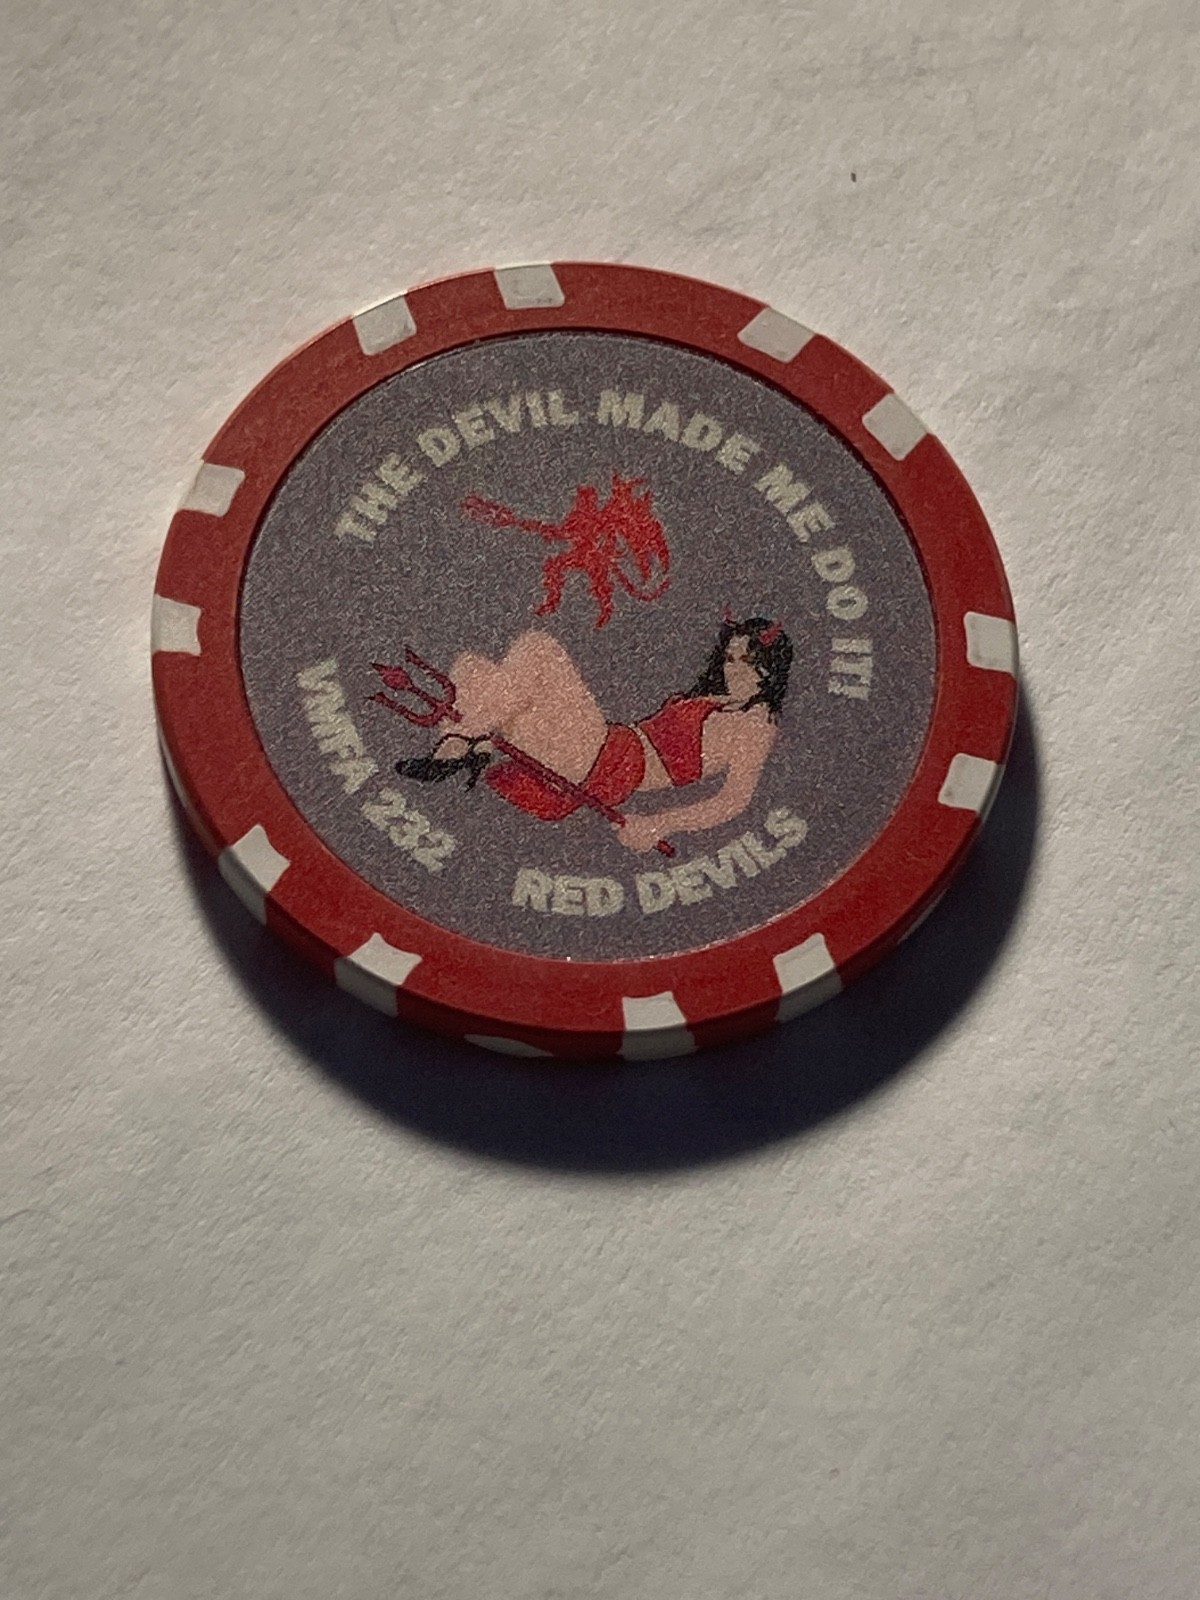 THE DEVIL MADE ME DO IT!
VMFA 232
RED DEVILS